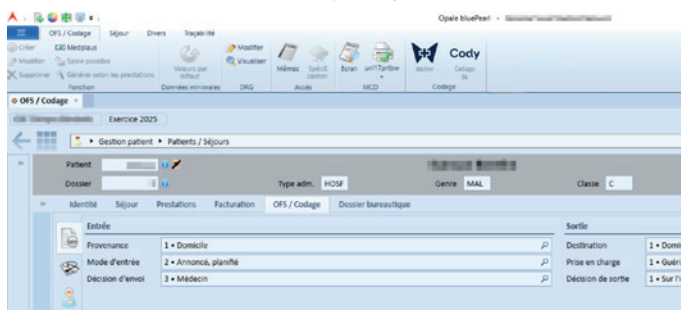 Opale bluePearl
OFS / Codage Séjour Divers Traçabilité
Créer Medplaus
Modifier Saisie possible
Supprimer Générer selon les prestations
Valeurs par défaut
Modifier
Visualiser
Mêmos Spécif. canton
Ecran
Vector
Cody
Codage IA
Fonction Données minimales DRG Accès MCD Codage
OFS / Codage
Exercice 2025
Gestion patient Patients / Séjours
Patient
Dossier Type adm. HOSF Genre MAL Classe C
Identité Séjour Prestations Facturation OFS / Codage Dossier bureautique
Entrée Sortie
Provenance 1 • Domicile Destination
Mode d'entrée 2 • Annoncé, planifié Prise en charge
Décision d'envoi 3 • Médecin Décision de sortie